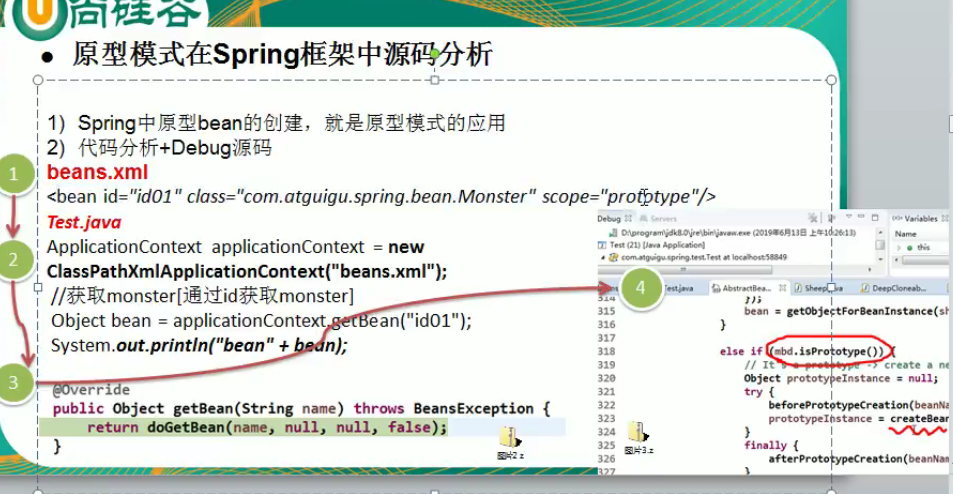 尚硅谷
● 原型模式在Spring框架中源码分析
1) Spring中原型bean的创建，就是原型模式的应用
2) 代码分析+Debug源码
1
beans.xml
<bean id="id01" class="com.atguigu.spring.bean.Monster" scope="prototype"/>
Test.java
2
ApplicationContext applicationContext = new
ClassPathXmlApplicationContext("beans.xml");
//获取monster[通过id获取monster]
Object bean = applicationContext.getBean("id01");
System.out.println("bean" + bean);
3
@Override
public Object getBean(String name) throws BeansException {
return doGetBean(name, null, null, false);
}
图片2.z
4
Debug Servers
D:\program\jdk8.0\jre\bin\javaw.exe (2019年6月13日 上午10:26:13)
Test (21) [Java Application]
com.atguigu.spring.test.Test at localhost:58849
Variables
Name
this
Test.java AbstractBea... DeepCloneab...
314 });
315 bean = getObjectForBeanInstance(sh
316 }
317
318 else if (mbd.isPrototype()) {
319 // It's a prototype -> create a ne
320 Object prototypeInstance = null;
321 try {
322 beforePrototypeCreation(beanNa
323 prototypeInstance = createBear
324 }
325 finally {
326 afterPrototypeCreation(beanNam
327 }
图片3.z